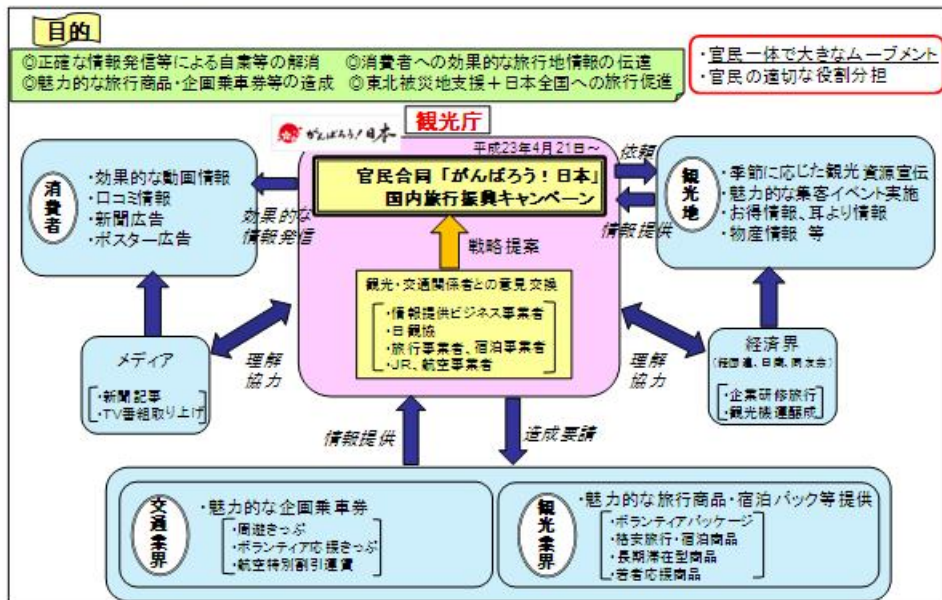 目的
◎正確な情報発信等による自粛等の解消　◎消費者への効果的な旅行地情報の伝達
◎魅力的な旅行商品・企画乗車券等の造成　◎東北被災地支援＋日本全国への旅行促進
・官民一体で大きなムーブメント
・官民の適切な役割分担
がんばろう！日本
観光庁
平成23年4月21日～
官民合同「がんばろう！日本」
国内旅行振興キャンペーン
戦略提案
観光・交通関係者との意見交換
・情報提供ビジネス事業者
・日観協
・旅行事業者、宿泊事業者
・JR、航空事業者
消費者
・効果的な動画情報
・口コミ情報
・新聞広告
・ポスター広告
効果的な
情報発信
依頼
情報提供
観光地
・季節に応じた観光資源宣伝
・魅力的な集客イベント実施
・お得情報、耳より情報
・物産情報 等
メディア
・新聞記事
・TV番組取り上げ
理解
協力
理解
協力
経済界
（経団連、日商、同友会）
・企業研修旅行
・観光機運醸成
情報提供
造成要請
交通業界
・魅力的な企画乗車券
・周遊きっぷ
・ボランティア応援きっぷ
・航空特別割引運賃
観光業界
・魅力的な旅行商品・宿泊パック等提供
・ボランティアパッケージ
・格安旅行・宿泊商品
・長期滞在型商品
・若者応援商品